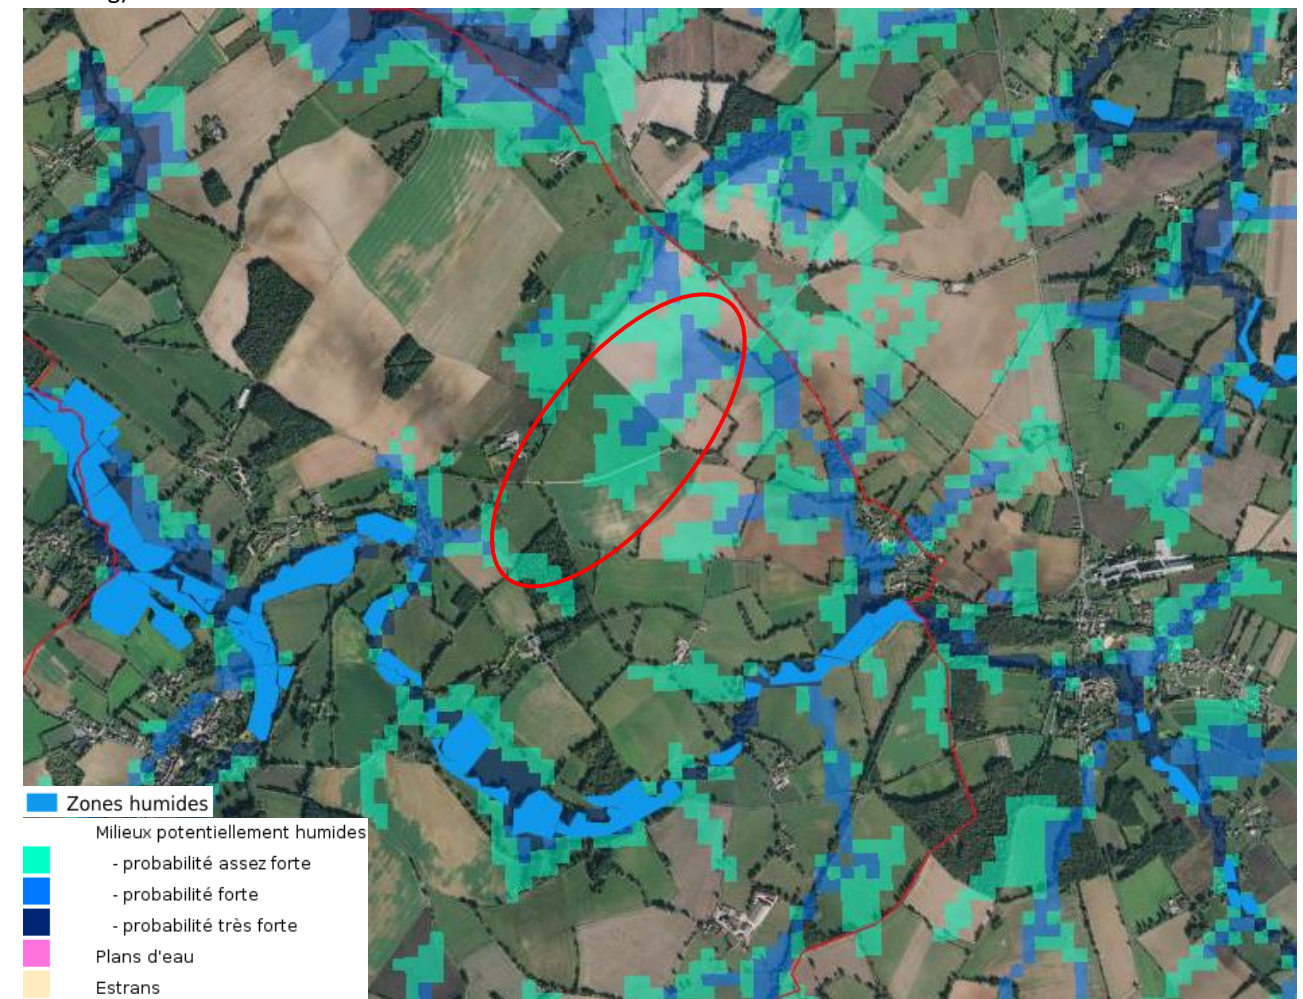 Zones humides
Milieux potentiellement humides
- probabilité assez forte
- probabilité forte
- probabilité très forte
Plans d'eau
Estrans